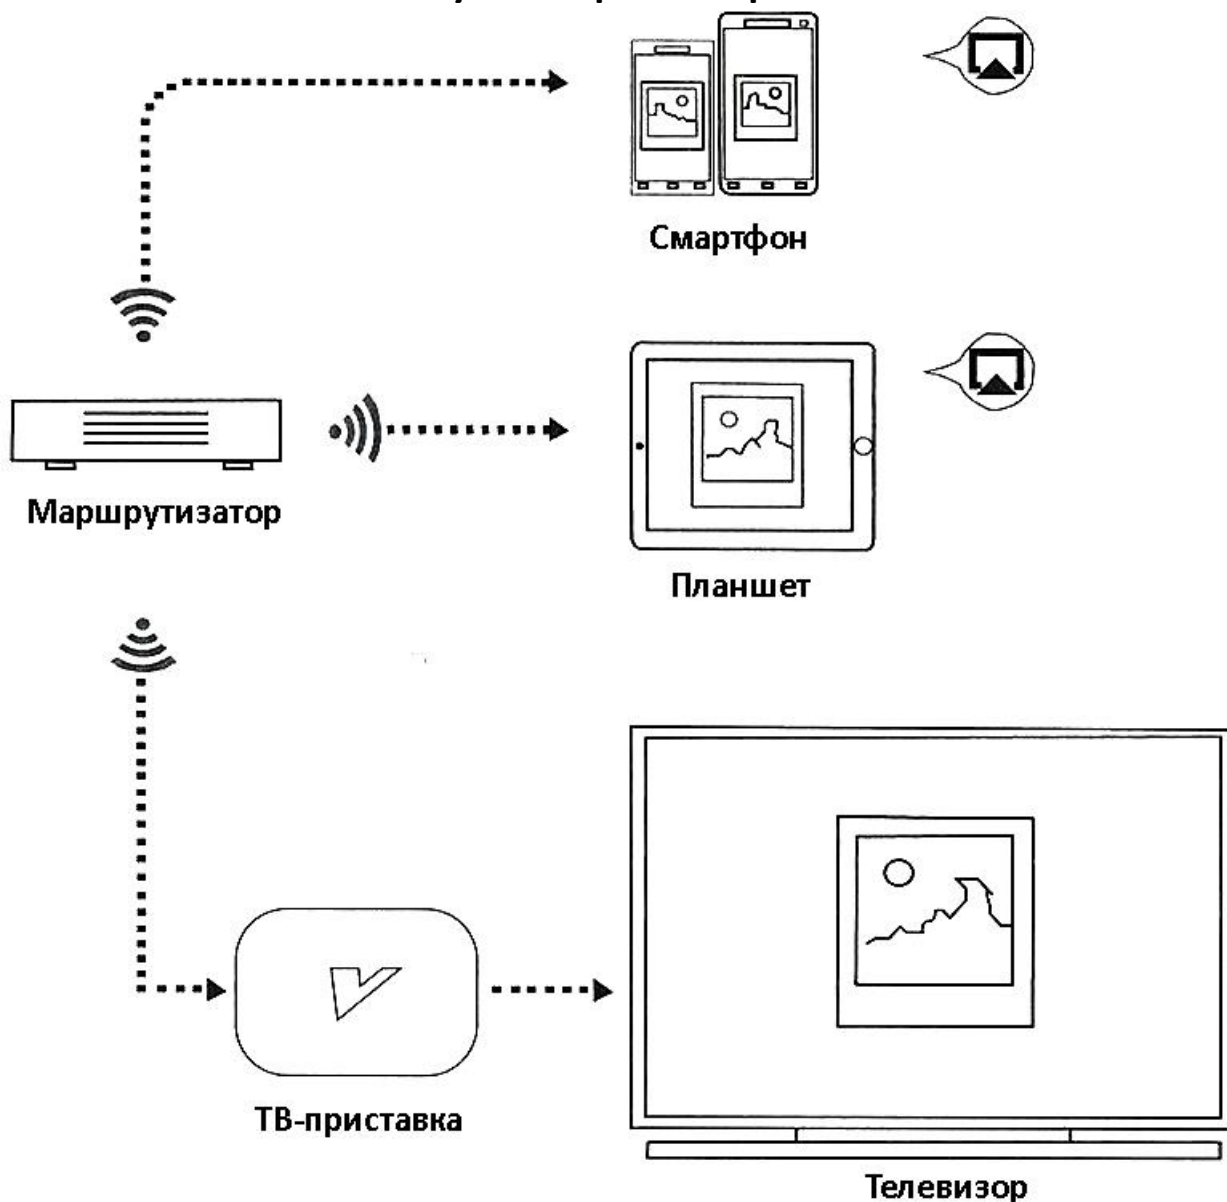 Смартфон
Маршрутизатор
Планшет
ТВ-приставка
Телевизор